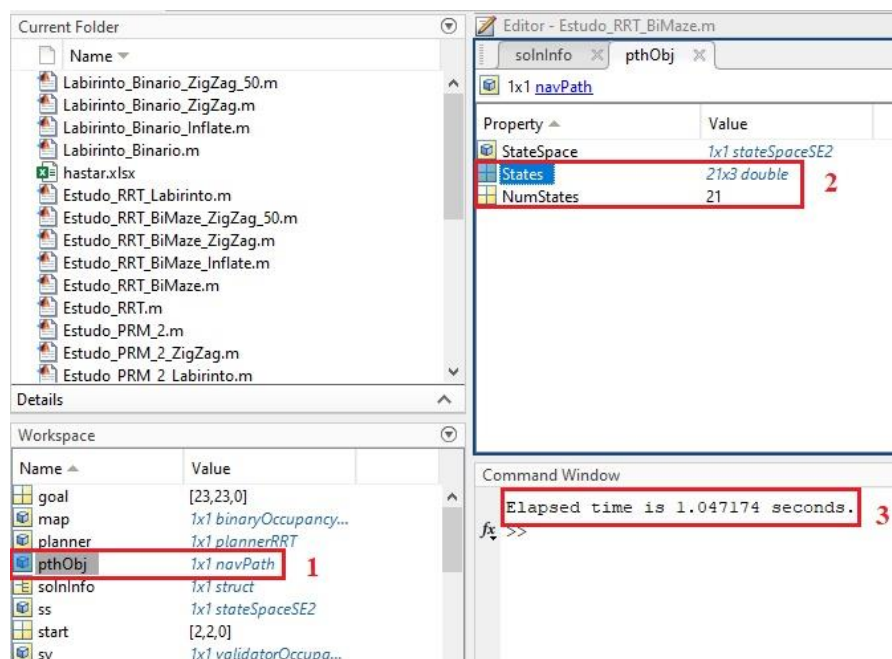 Current Folder
Name
Labirinto_Binario_ZigZag_50.m
Labirinto_Binario_ZigZag.m
Labirinto_Binario_Inflate.m
Labirinto_Binario.m
hastar.xlsx
Estudo_RRT_Labirinto.m
Estudo_RRT_BiMaze_ZigZag_50.m
Estudo_RRT_BiMaze_ZigZag.m
Estudo_RRT_BiMaze_Inflate.m
Estudo_RRT_BiMaze.m
Estudo_RRT.m
Estudo_PRM_2.m
Estudo_PRM_2_ZigZag.m
Estudo_PRM_2_Labirinto.m
Details
Workspace
Name Value
goal [23,23,0]
map 1x1 binaryOccupancy...
planner 1x1 plannerRRT
pthObj 1x1 navPath 1
solnInfo 1x1 struct
ss 1x1 stateSpaceSE2
start [2,2,0]
sv 1x1 validatorOccupa...
Editor - Estudo_RRT_BiMaze.m
solnInfo pthObj
1x1 navPath
Property Value
StateSpace 1x1 stateSpaceSE2
States 21x3 double 2
NumStates 21
Command Window
Elapsed time is 1.047174 seconds. 3
fx >>